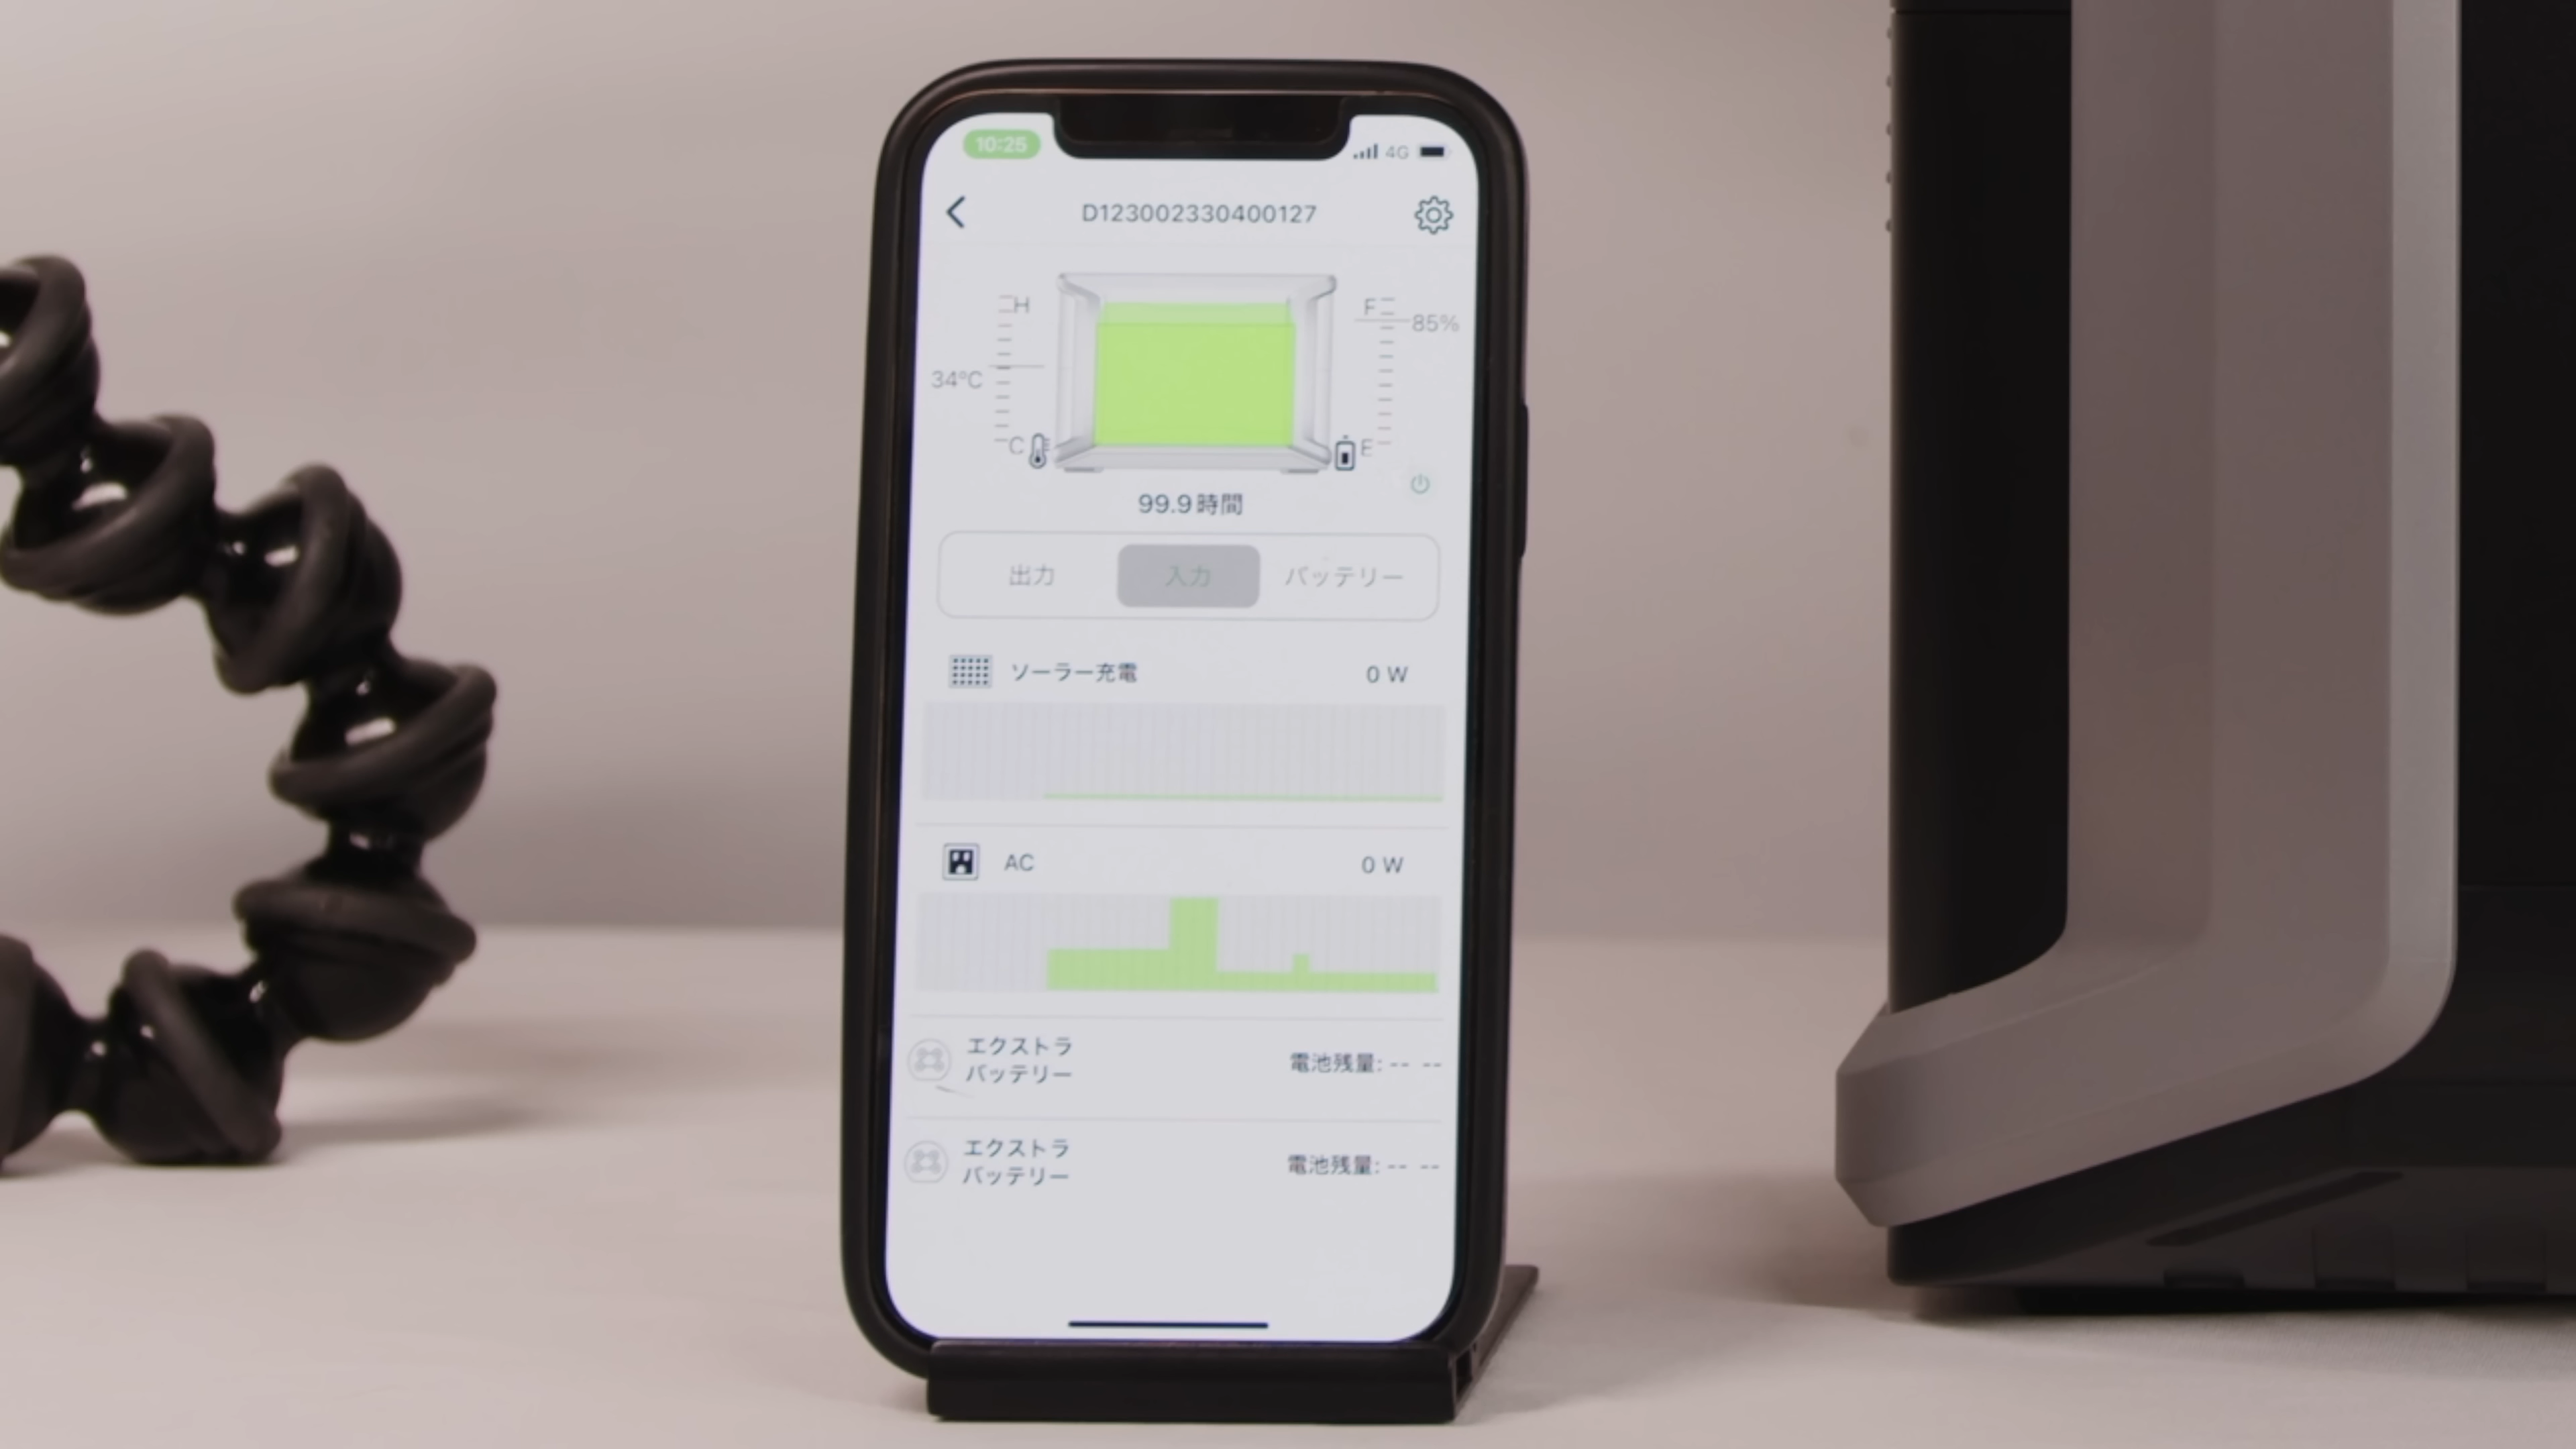 10:25
4G
D123002330400127
H
F
85%
34°C
C
E
99.9時間
出力
入力
バッテリー
ソーラー充電
0 W
AC
0 W
エクストラ
バッテリー
電池残量: -- --
エクストラ
バッテリー
電池残量: -- --